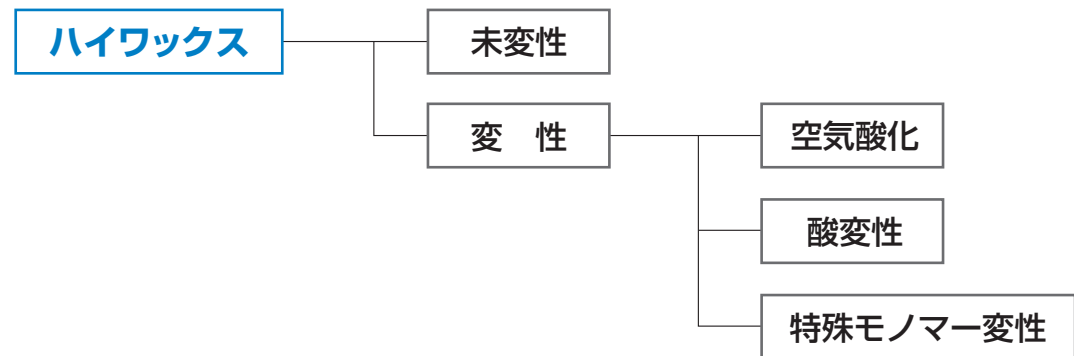 ハイワックス
未変性
変　性
空気酸化
酸変性
特殊モノマー変性